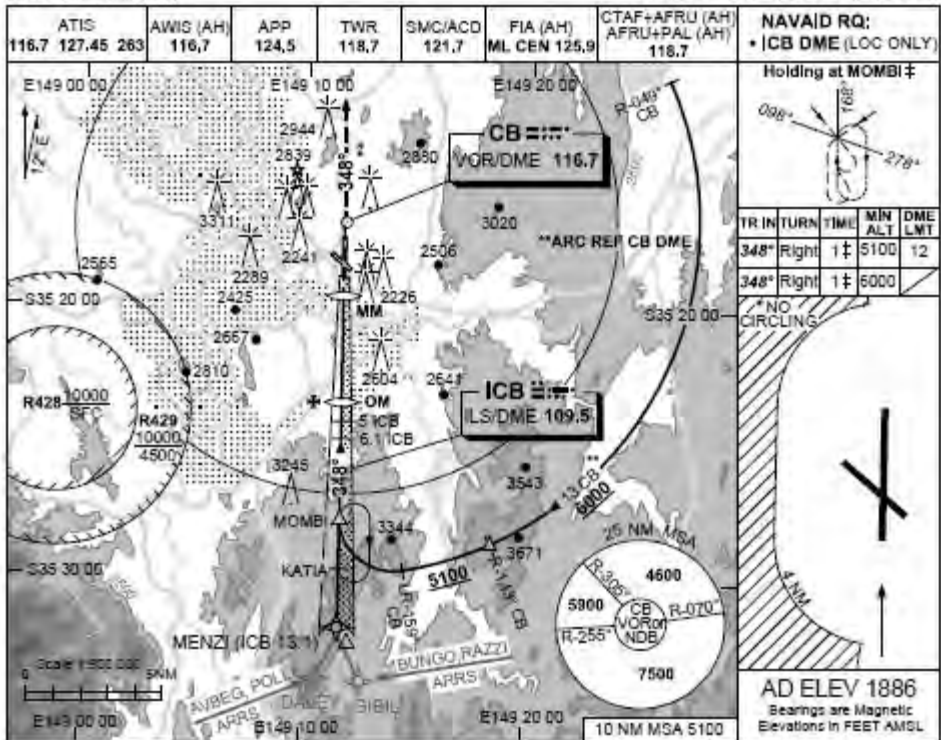 ATIS
116.7 127.45 263
AWIS (AH)
116,7
APP
124,5
TWR
118,7
SMC/ACD
121,7
FIA (AH)
ML CEN 125,9
CTAF+AFRU (AH)
AFRU+PAL (AH)
118.7
NAVAID RQ:
• ICB DME (LOC ONLY)
E149 00 00
E149 10 00
E149 20 00
R-049°
CB
12° E
2944
2839
348°
2880
CB
VOR/DME 116.7
3311
2241
3020
2289
**ARC REF CB DME
2565
2506
2425
2226
S35 20 00
S35 20 00
MM
2667
2604
2810
2641
R428 10000
SFC
R429
10000
4500
OM
5 ICB
6.1 ICB
ICB
ILS/DME 109.5
3245
348°
3543
**
13 CB
6000
MOMBI
3344
3671
KATIA
5100
R-143° CB
R-159°
CB
S35 30 00
25 NM MSA
R-305°
4600
5900
CB
VOR or
NDB
R-070°
R-255°
7500
MENZI (ICB 13.1)
Scale 1:500 000
0
5NM
AVBEG, POLLI
ARRS
BUNGO, RAZZI
ARRS
E149 00 00
E149 10 00
E149 20 00
10 NM MSA 5100
Holding at MOMBI ‡
168°
098°
278°
TR IN TURN TIME MIN ALT DME LMT
348° Right 1‡ 5100 12
348° Right 1‡ 6000
* NO
CIRCLING
4 NM
AD ELEV 1886
Bearings are Magnetic
Elevations in FEET AMSL